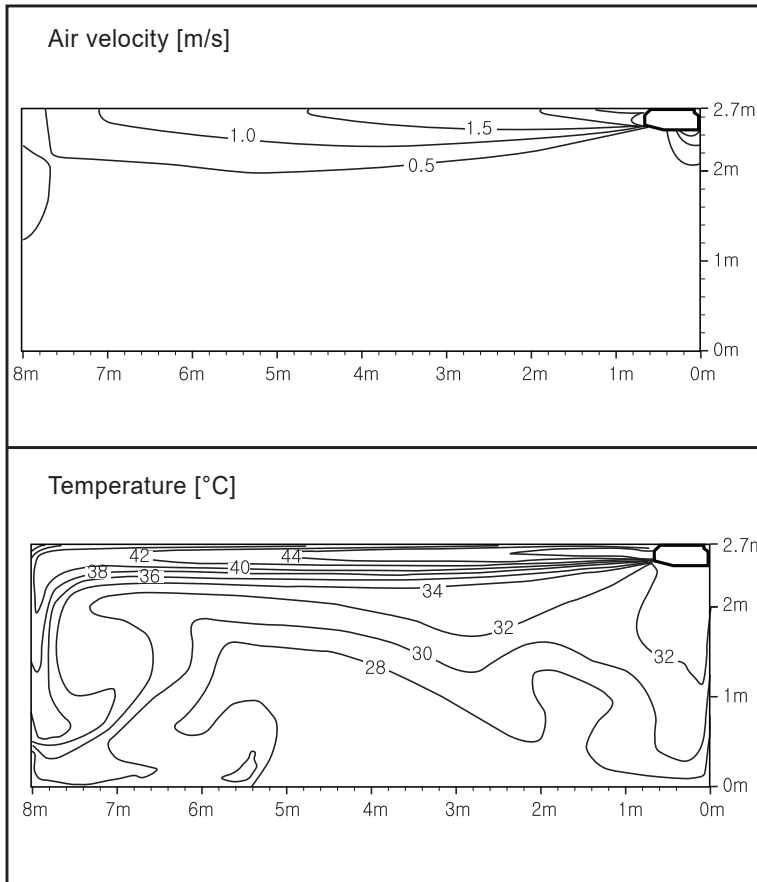 Air velocity [m/s]
2.7m
1.5
1.0
0.5
2m
1m
0m
8m 7m 6m 5m 4m 3m 2m 1m 0m
Temperature [°C]
2.7m
42 44
38 40
36
34
2m
32
30
32
28
1m
0m
8m 7m 6m 5m 4m 3m 2m 1m 0m